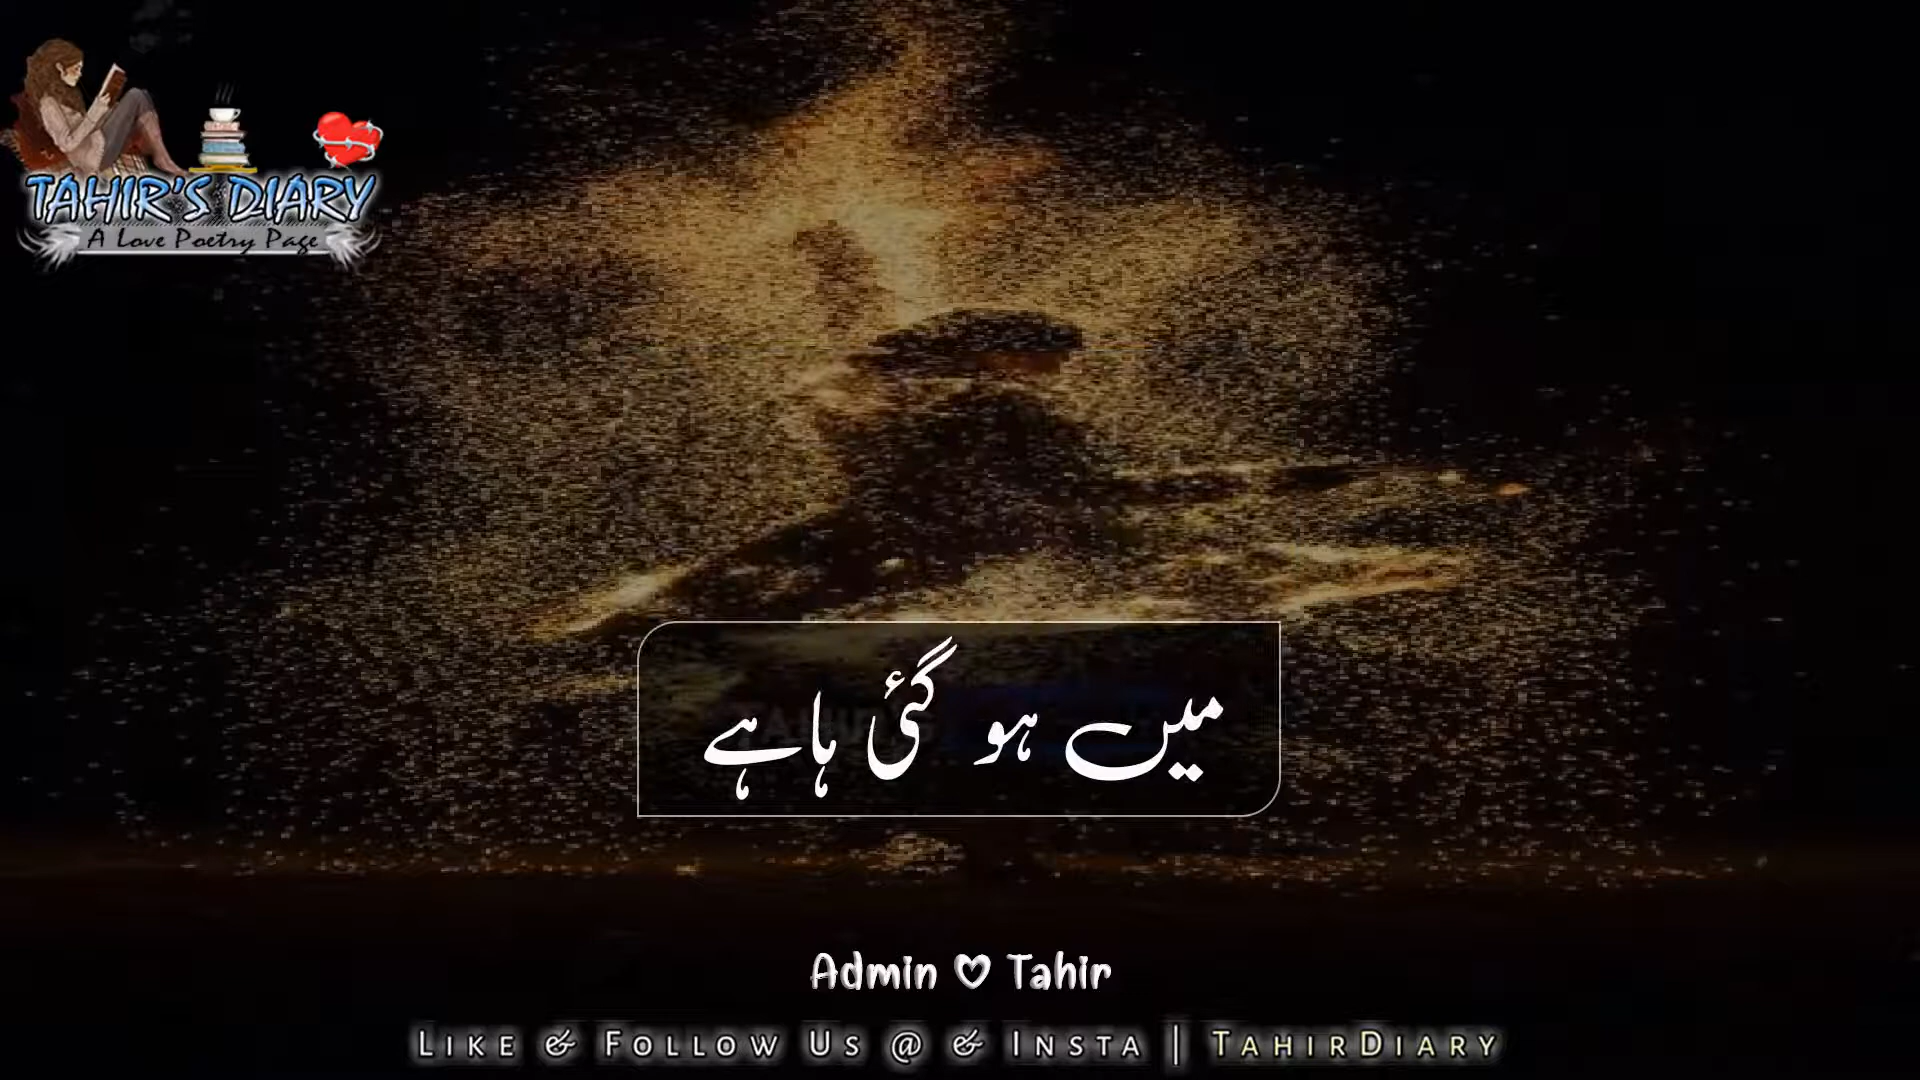 TAHIR'S DIARY
A Love Poetry Page
میں ہو گئی ہاہے
Admin ♡ Tahir
LIKE & FOLLOW US @ & INSTA | TAHIRDIARY